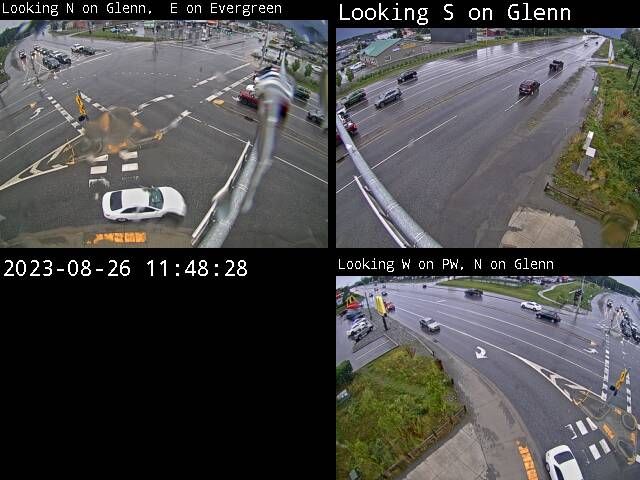 Looking N on Glenn, E on Evergreen
Looking S on Glenn
2023-08-26 11:48:28
Looking W on PW, N on Glenn